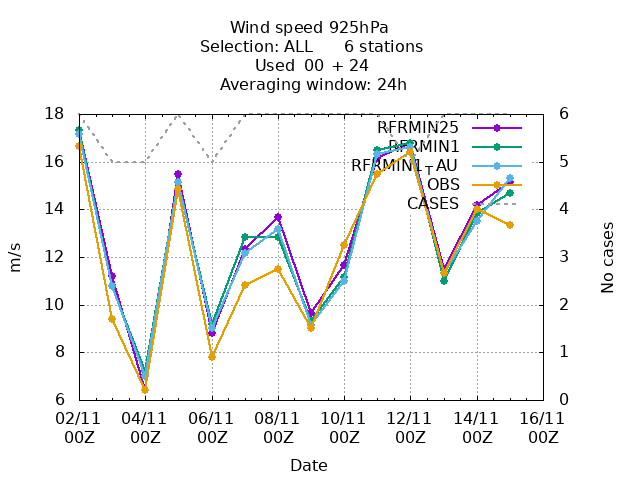 Wind speed 925hPa
Selection: ALL 6 stations
Used 00 + 24
Averaging window: 24h
18
16
14
12
10
8
6
m/s
6
5
4
3
2
1
0
No cases
RFRMIN25
RFRMIN1
RFRMIN1TAU
OBS
CASES
02/11 04/11 06/11 08/11 10/11 12/11 14/11 16/11
00Z 00Z 00Z 00Z 00Z 00Z 00Z 00Z
Date